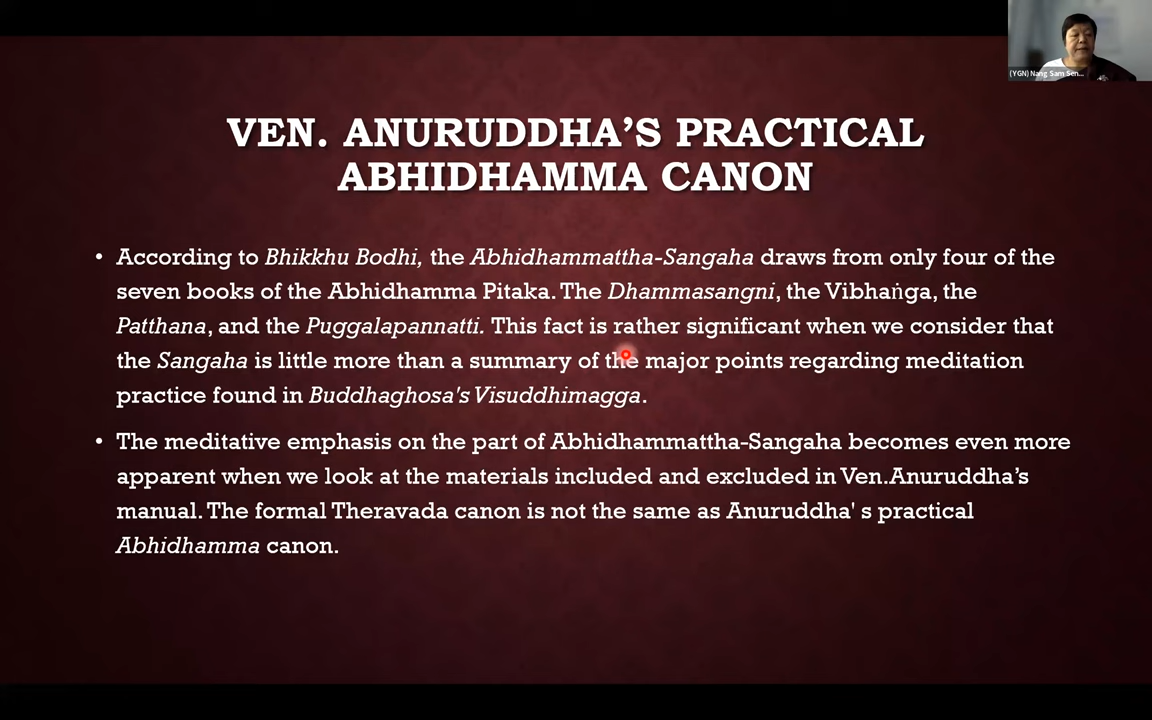 (YGN) Nang Sam Sen...
VEN. ANURUDDHA’S PRACTICAL
ABHIDHAMMA CANON
• According to Bhikkhu Bodhi, the Abhidhammattha-Sangaha draws from only four of the
seven books of the Abhidhamma Pitaka. The Dhammasangni, the Vibhaṅga, the
Patthana, and the Puggalapannatti. This fact is rather significant when we consider that
the Sangaha is little more than a summary of the major points regarding meditation
practice found in Buddhaghosa's Visuddhimagga.
• The meditative emphasis on the part of Abhidhammattha-Sangaha becomes even more
apparent when we look at the materials included and excluded in Ven.Anuruddha’s
manual. The formal Theravada canon is not the same as Anuruddha' s practical
Abhidhamma canon.